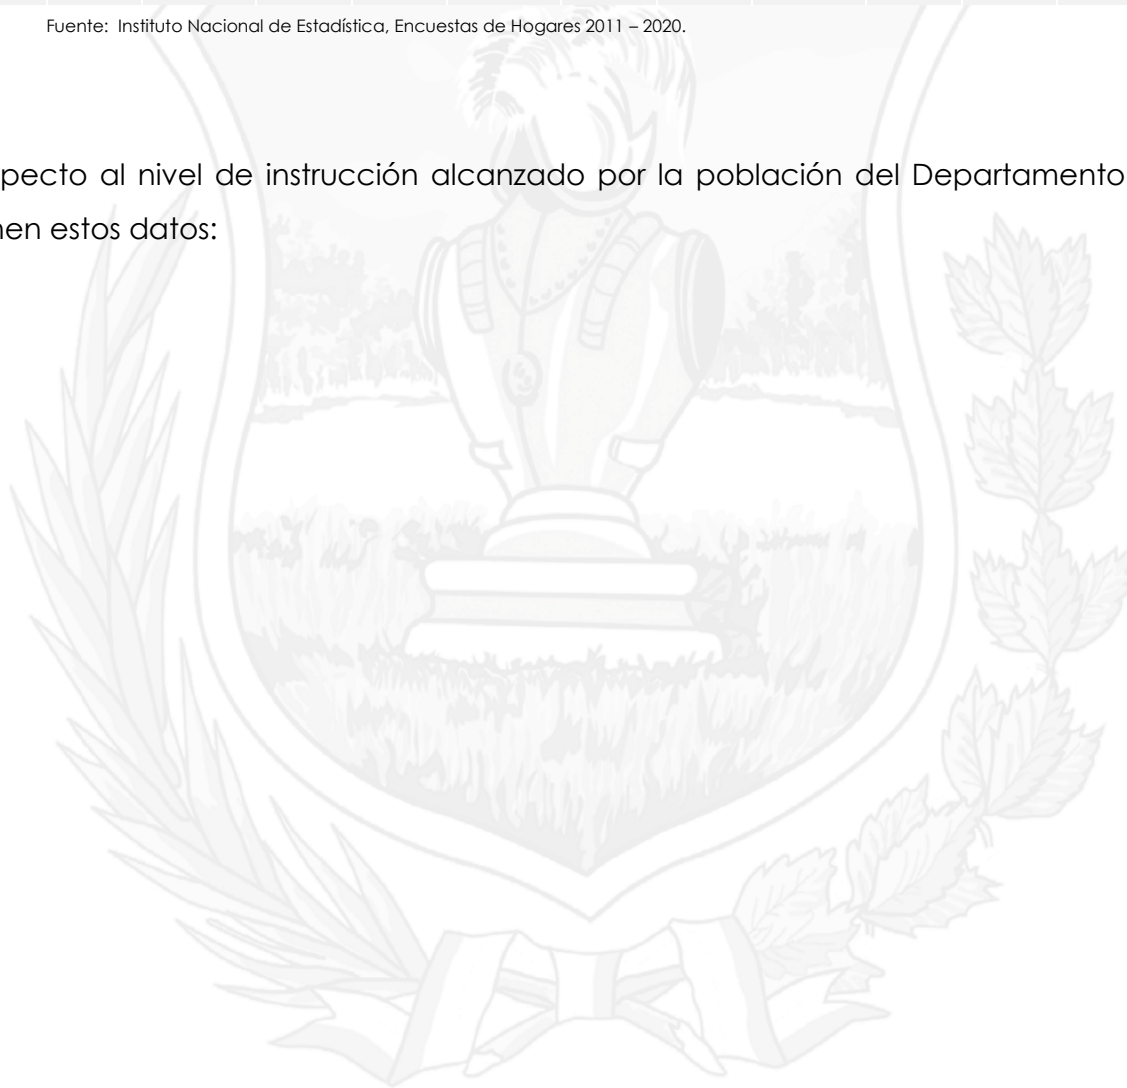 Fuente: Instituto Nacional de Estadística, Encuestas de Hogares 2011 – 2020.
pecto al nivel de instrucción alcanzado por la población del Departamento
en estos datos: